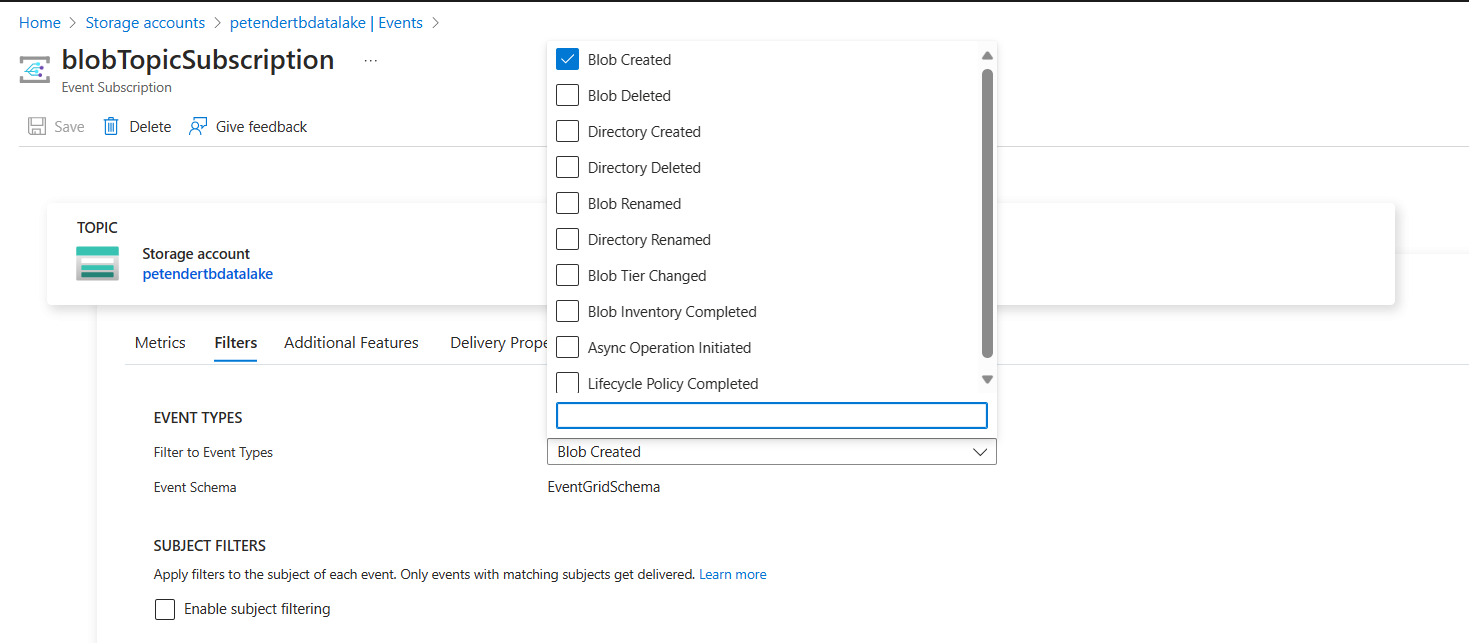 Home > Storage accounts > petendertbdatalake | Events >
blobTopicSubscription ...
Event Subscription
Save Delete Give feedback
Blob Created
Blob Deleted
Directory Created
Directory Deleted
Blob Renamed
Directory Renamed
Blob Tier Changed
Blob Inventory Completed
Async Operation Initiated
Lifecycle Policy Completed
TOPIC
Storage account
petendertbdatalake
Metrics Filters Additional Features Delivery Prope
EVENT TYPES
Filter to Event Types Blob Created
Event Schema EventGridSchema
SUBJECT FILTERS
Apply filters to the subject of each event. Only events with matching subjects get delivered. Learn more
Enable subject filtering